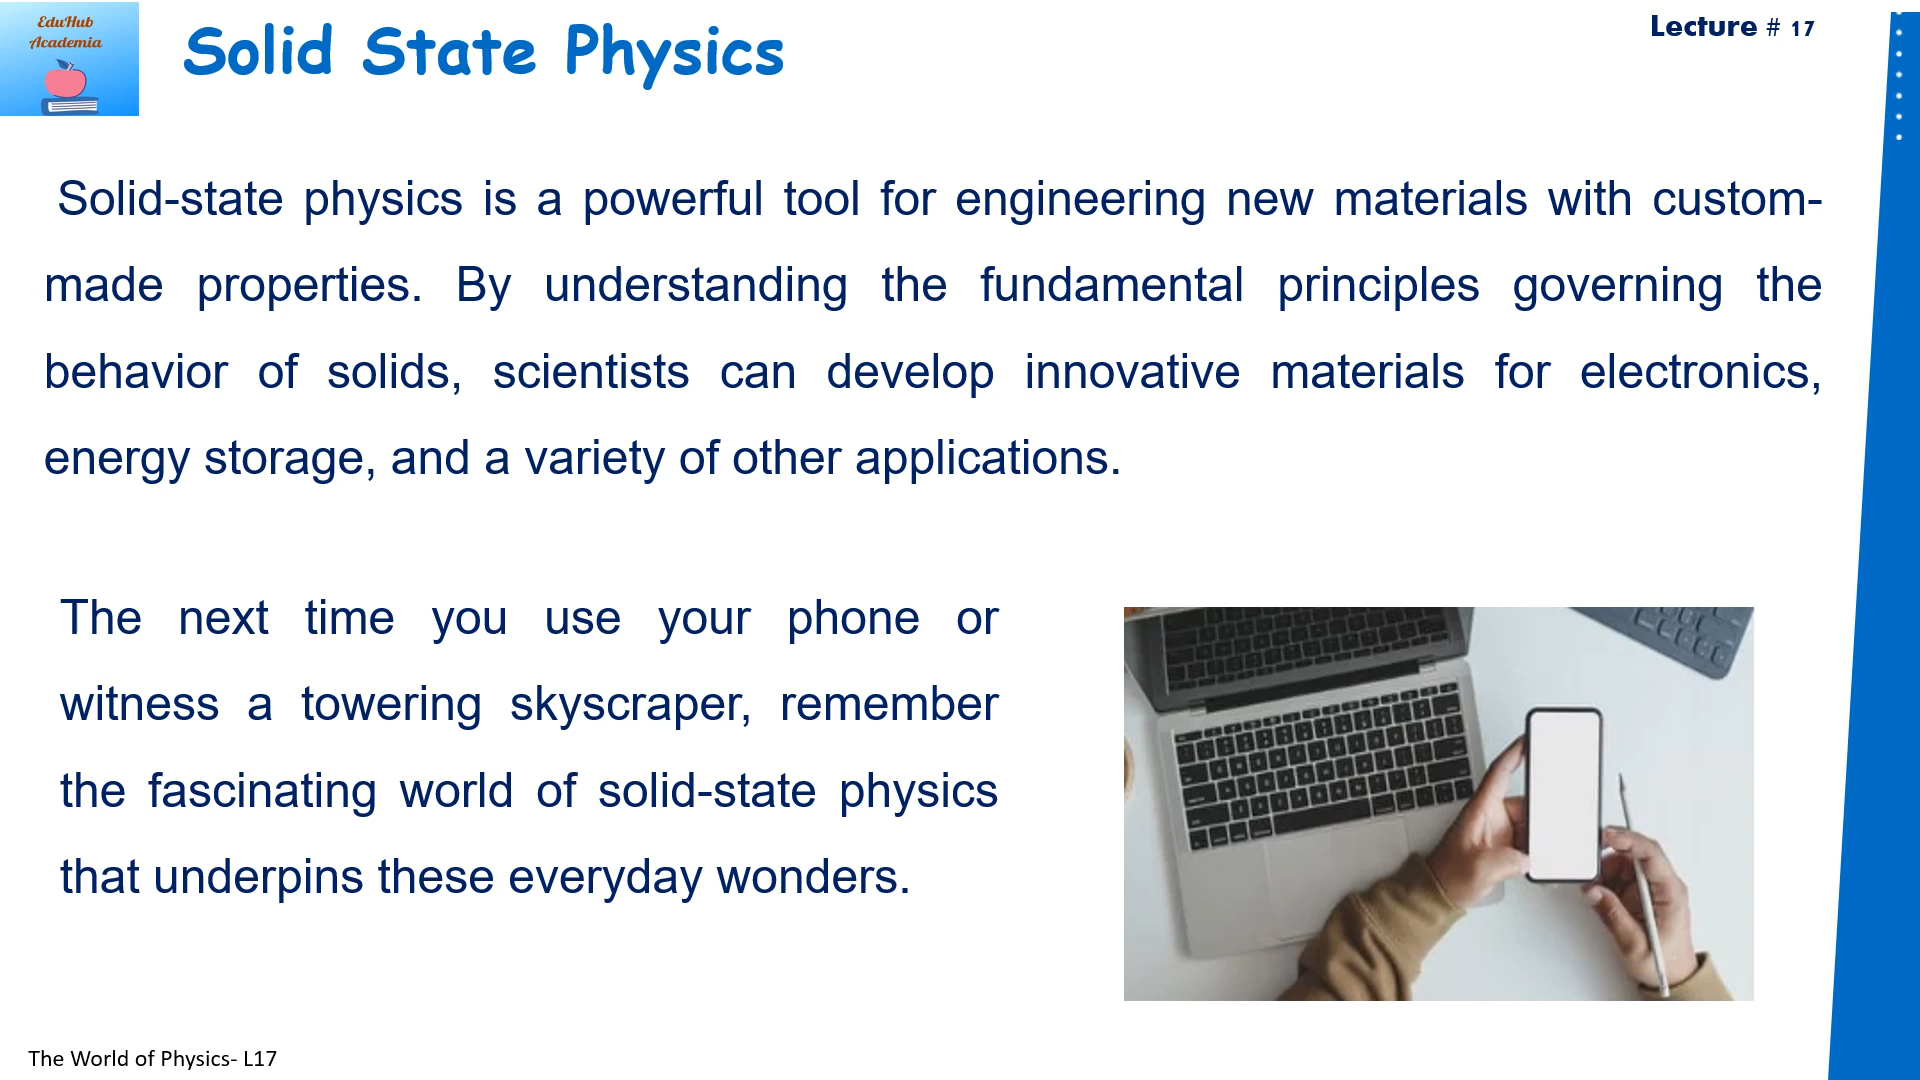 EduHub
Academia
Solid State Physics
Lecture # 17
Solid-state physics is a powerful tool for engineering new materials with custom-
made properties. By understanding the fundamental principles governing the
behavior of solids, scientists can develop innovative materials for electronics,
energy storage, and a variety of other applications.
The next time you use your phone or
witness a towering skyscraper, remember
the fascinating world of solid-state physics
that underpins these everyday wonders.
The World of Physics- L17